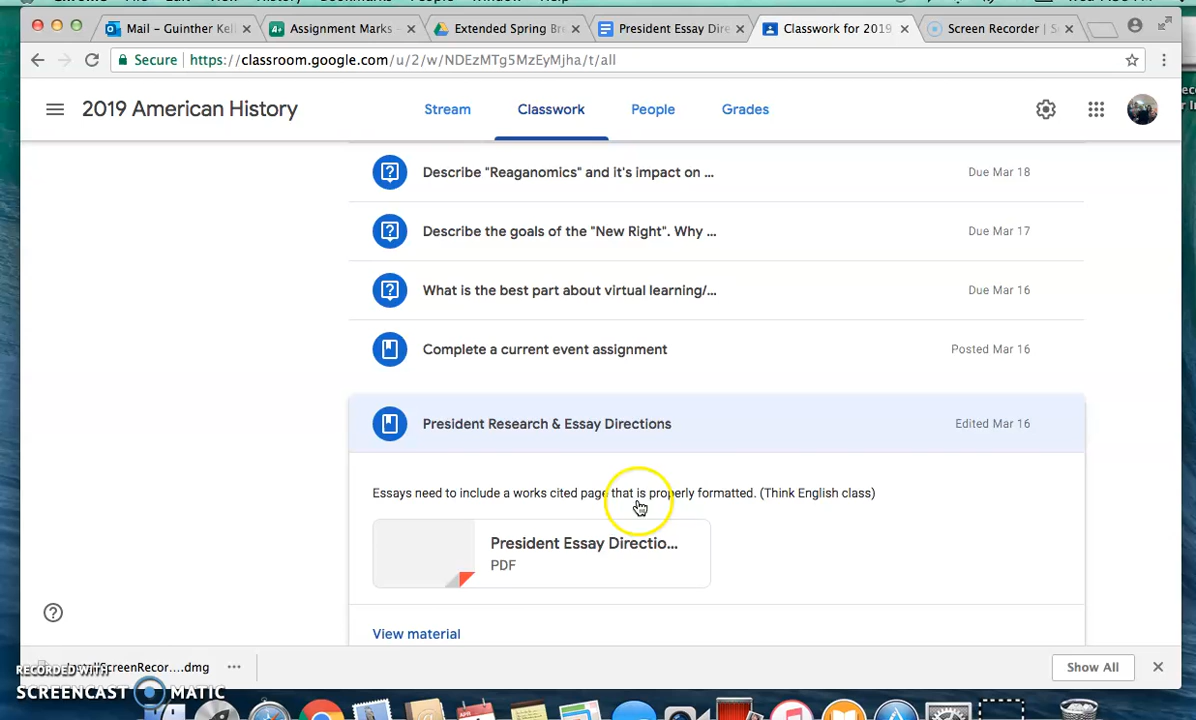 Mail – Guinther Kel
Assignment Marks -
Extended Spring Br
President Essay Dire
Classwork for 2019
Screen Recorder
Secure
https://classroom.google.com/u/2/w/NDEzMTg5MzEyMjha/t/all
2019 American History
Stream
Classwork
People
Grades
Describe "Reaganomics" and it's impact on ...
Due Mar 18
Describe the goals of the "New Right". Why ...
Due Mar 17
What is the best part about virtual learning/...
Due Mar 16
Complete a current event assignment
Posted Mar 16
President Research & Essay Directions
Edited Mar 16
Essays need to include a works cited page that is properly formatted. (Think English class)
President Essay Directio...
PDF
View material
ScreenRecor....dmg
Show All
RECORDED WITH
SCREENCAST MATIC